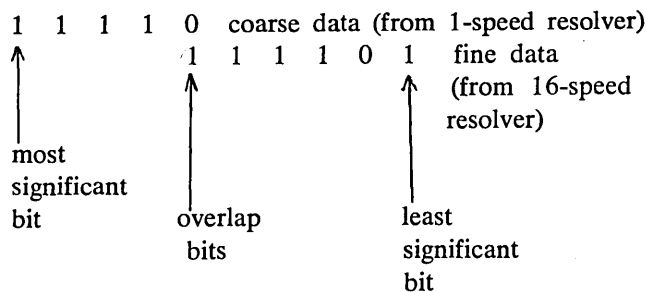 1 1 1 1 0 coarse data (from 1-speed resolver)
1 1 1 1 0 1 fine data
(from 16-speed
resolver)
most
significant
bit
overlap
bits
least
significant
bit